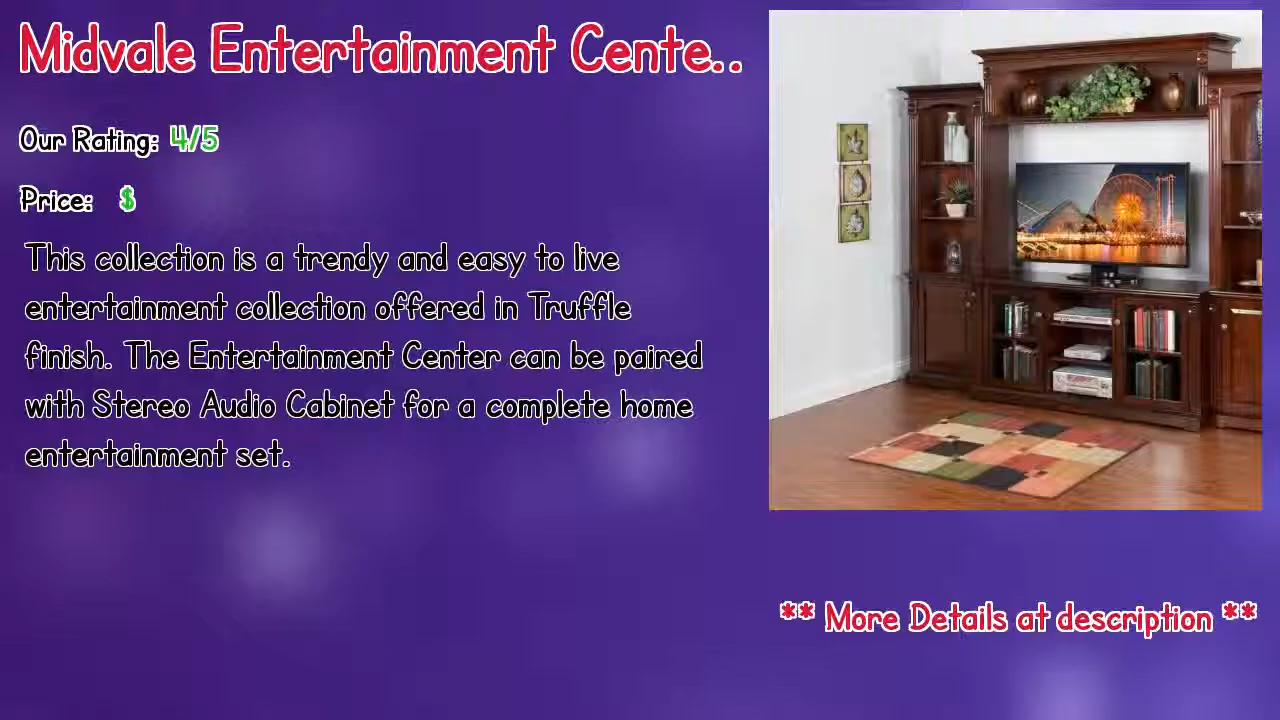 Midvale Entertainment Cente..
Our Rating: 4/5
Price: $
This collection is a trendy and easy to live
entertainment collection offered in Truffle
finish. The Entertainment Center can be paired
with Stereo Audio Cabinet for a complete home
entertainment set.
** More Details at description **